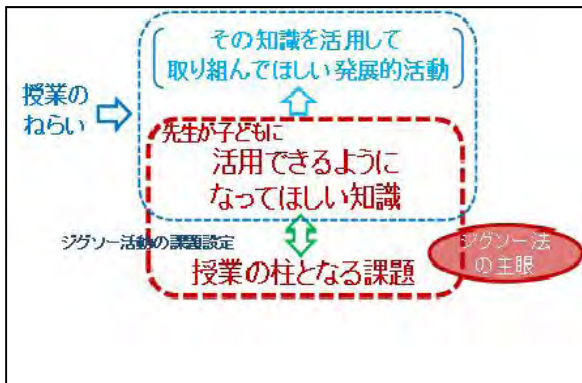 その知識を活用して
取り組んでほしい発展的活動
授業の
ねらい
先生が子どもに
活用できるように
なってほしい知識
ジグソー活動の課題設定
授業の柱となる課題
ジグソー法
の主眼